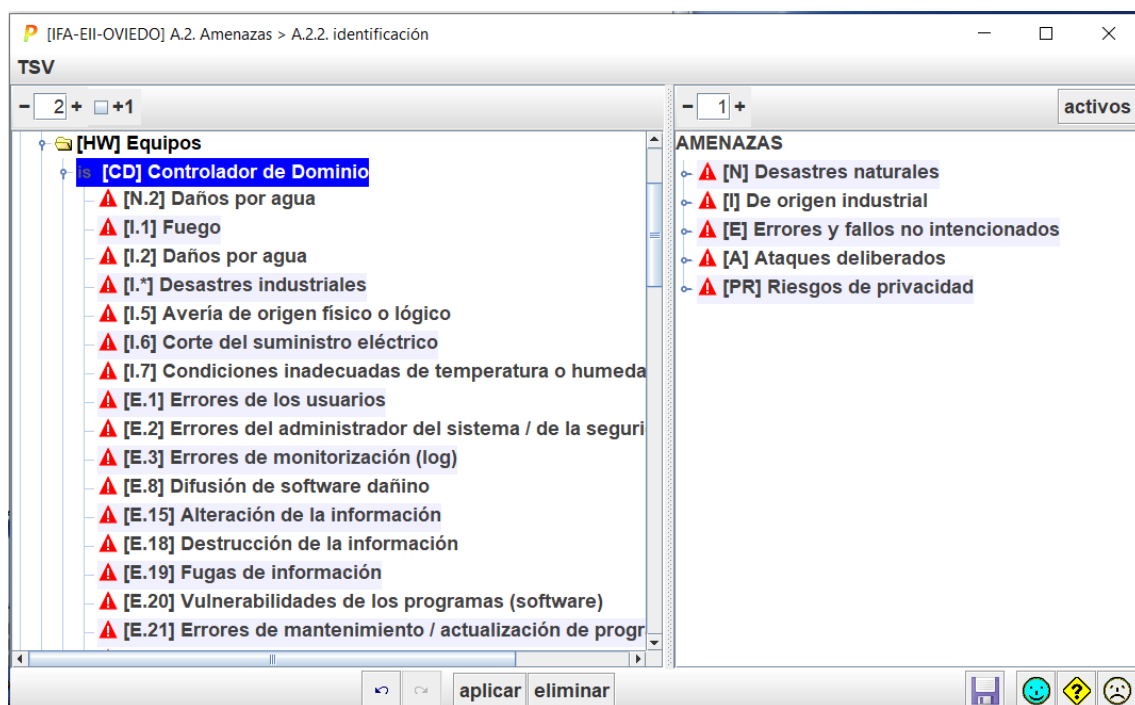 [IFA-EII-OVIEDO] A.2. Amenazas > A.2.2. identificación
TSV
- 2 + +1
- 1 + activos
[HW] Equipos
is [CD] Controlador de Dominio
[N.2] Daños por agua
[I.1] Fuego
[I.2] Daños por agua
[I.*] Desastres industriales
[I.5] Avería de origen físico o lógico
[I.6] Corte del suministro eléctrico
[I.7] Condiciones inadecuadas de temperatura o humeda
[E.1] Errores de los usuarios
[E.2] Errores del administrador del sistema / de la seguri
[E.3] Errores de monitorización (log)
[E.8] Difusión de software dañino
[E.15] Alteración de la información
[E.18] Destrucción de la información
[E.19] Fugas de información
[E.20] Vulnerabilidades de los programas (software)
[E.21] Errores de mantenimiento / actualización de progr
AMENAZAS
[N] Desastres naturales
[I] De origen industrial
[E] Errores y fallos no intencionados
[A] Ataques deliberados
[PR] Riesgos de privacidad
aplicar eliminar